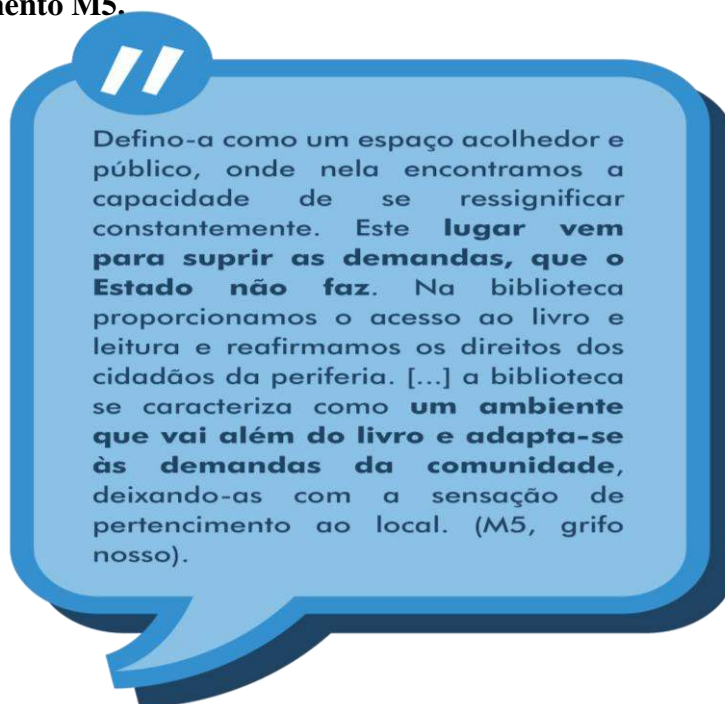 mento M5.
Defino-a como um espaço acolhedor e
público, onde nela encontramos a
capacidade de se ressignificar
constantemente. Este lugar vem
para suprir as demandas, que o
Estado não faz. Na biblioteca
proporcionamos o acesso ao livro e
leitura e reafirmamos os direitos dos
cidadãos da periferia. [...] a biblioteca
se caracteriza como um ambiente
que vai além do livro e adapta-se
às demandas da comunidade,
deixando-as com a sensação de
pertencimento ao local. (M5, grifo
nosso).